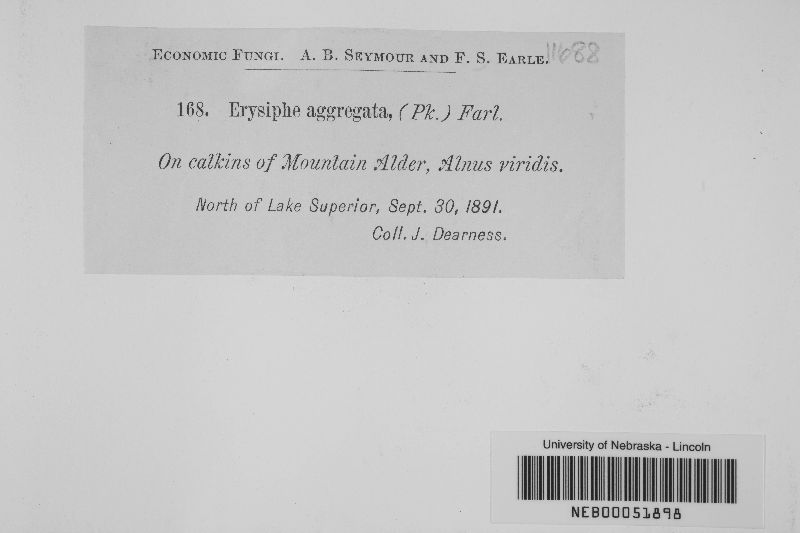 Economic Fungi. A. B. Seymour and F. S. Earle. 11688
168. Erysiphe aggregata, (Pk.) Farl.
On catkins of Mountain Alder, Alnus viridis.
North of Lake Superior, Sept. 30, 1891.
Coll. J. Dearness.
University of Nebraska - Lincoln
NEB00051898